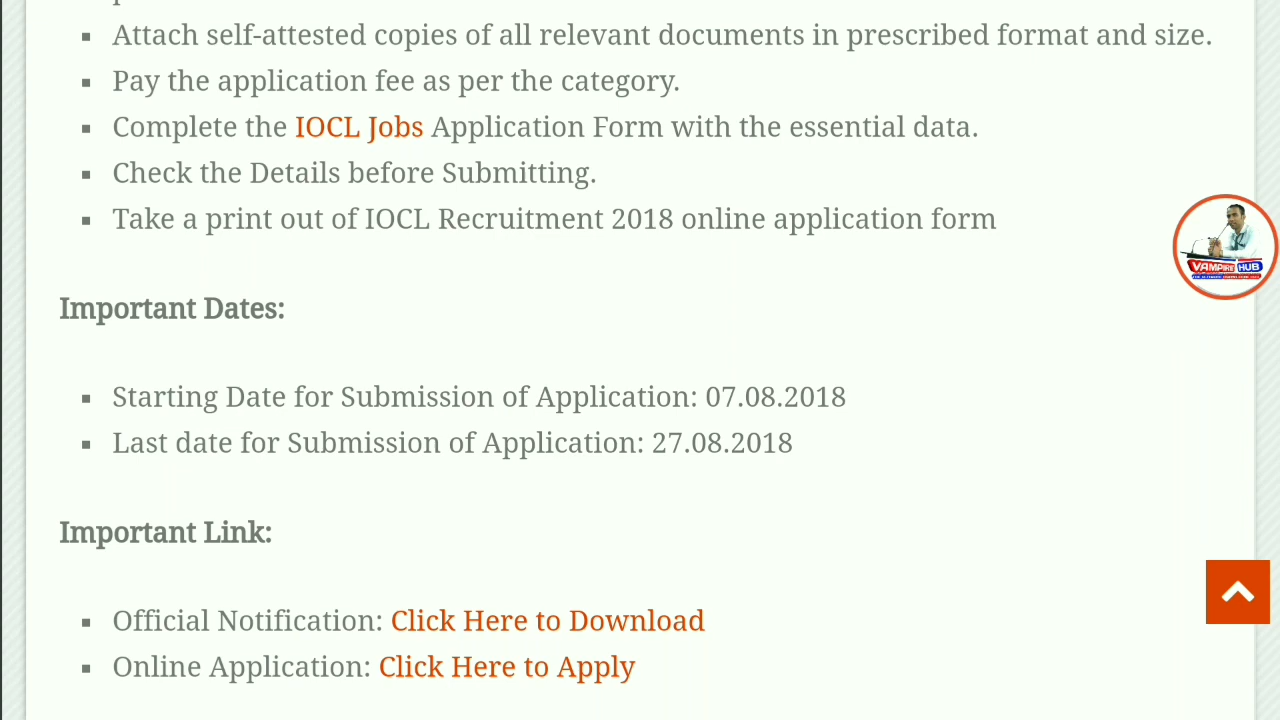 Attach self-attested copies of all relevant documents in prescribed format and size.
Pay the application fee as per the category.
Complete the IOCL Jobs Application Form with the essential data.
Check the Details before Submitting.
Take a print out of IOCL Recruitment 2018 online application form
VAMPIRE HUB
Important Dates:
Starting Date for Submission of Application: 07.08.2018
Last date for Submission of Application: 27.08.2018
Important Link:
Official Notification: Click Here to Download
Online Application: Click Here to Apply